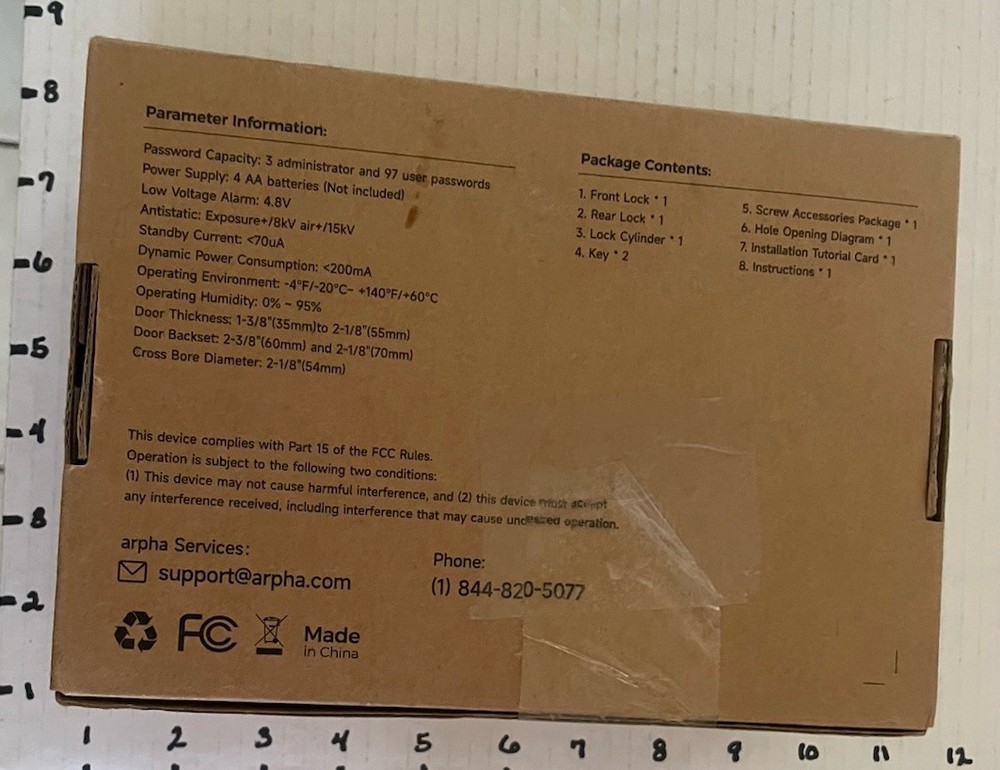 9
8
7
6
5
4
3
2
1
Parameter Information:
Password Capacity: 3 administrator and 97 user passwords
Power Supply: 4 AA batteries (Not included)
Low Voltage Alarm: 4.8V
Antistatic: Exposure+/8kV air+/15kV
Standby Current: <70uA
Dynamic Power Consumption: <200mA
Operating Environment: -4°F/-20°C~ +140°F/+60°C
Operating Humidity: 0% ~ 95%
Door Thickness: 1-3/8"(35mm)to 2-1/8"(55mm)
Door Backset: 2-3/8"(60mm) and 2-1/8"(70mm)
Cross Bore Diameter: 2-1/8"(54mm)
Package Contents:
1. Front Lock * 1
2. Rear Lock * 1
3. Lock Cylinder * 1
4. Key * 2
5. Screw Accessories Package * 1
6. Hole Opening Diagram * 1
7. Installation Tutorial Card * 1
8. Instructions * 1
This device complies with Part 15 of the FCC Rules.
Operation is subject to the following two conditions:
(1) This device may not cause harmful interference, and (2) this device must accept
any interference received, including interference that may cause undesired operation.
arpha Services:
support@arpha.com
Phone:
(1) 844-820-5077
FC
Made
in China
1 2 3 4 5 6 7 8 9 10 11 12